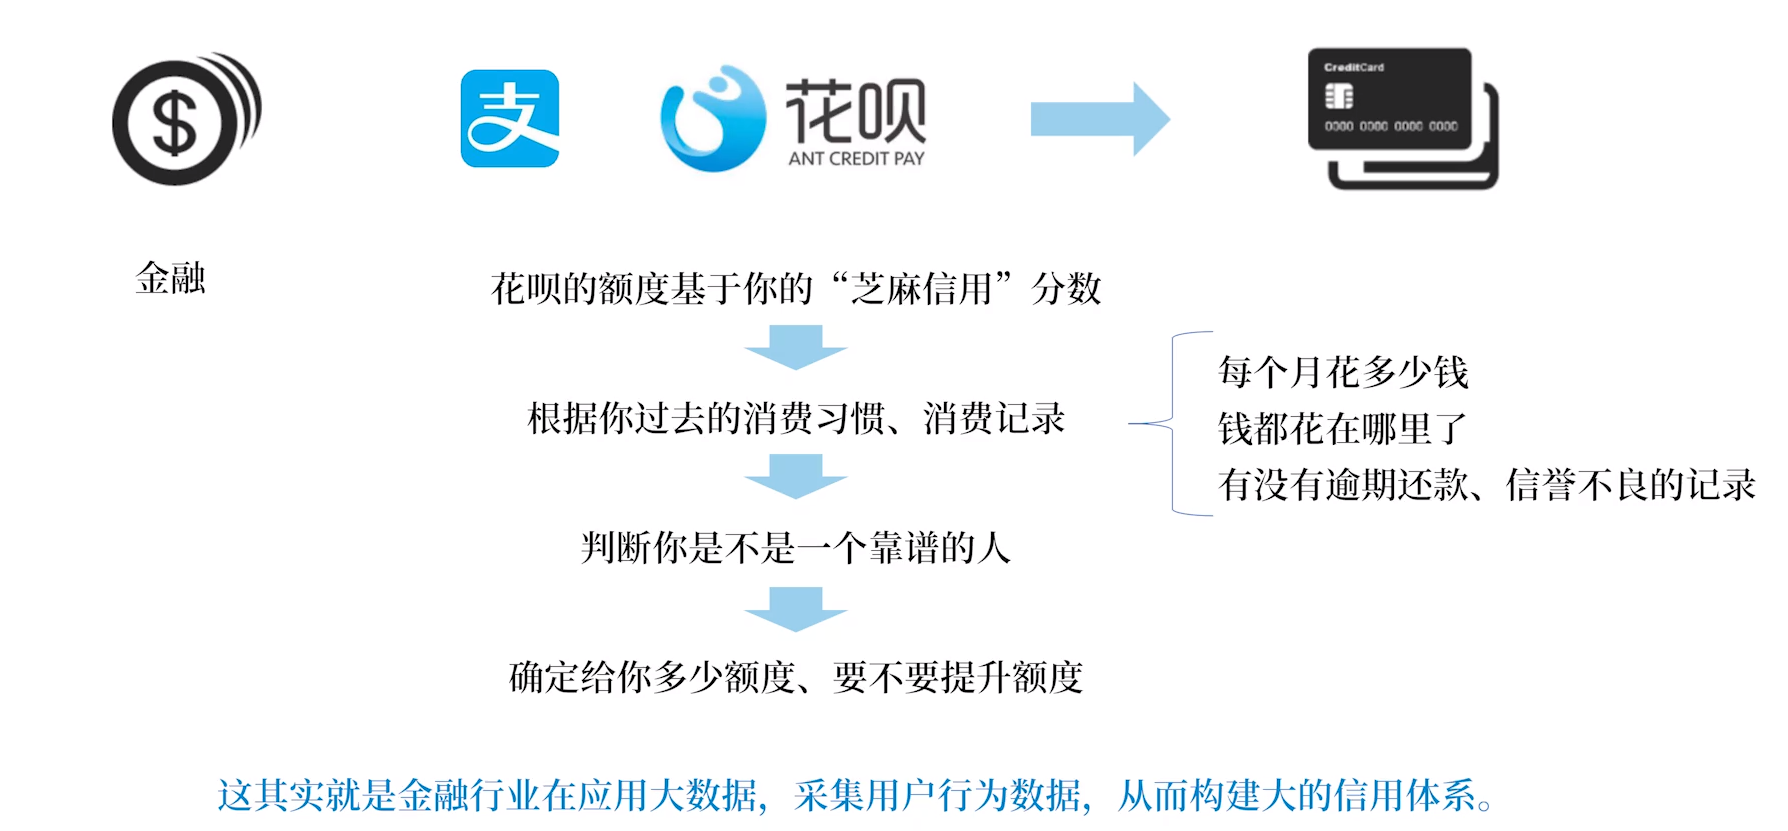 支
花呗
ANT CREDIT PAY
CreditCard
0000 0000 0000 0000
金融
花呗的额度基于你的“芝麻信用”分数
根据你过去的消费习惯、消费记录
每个月花多少钱
钱都花在哪里了
有没有逾期还款、信誉不良的记录
判断你是不是一个靠谱的人
确定给你多少额度、要不要提升额度
这其实就是金融行业在应用大数据，采集用户行为数据，从而构建大的信用体系。